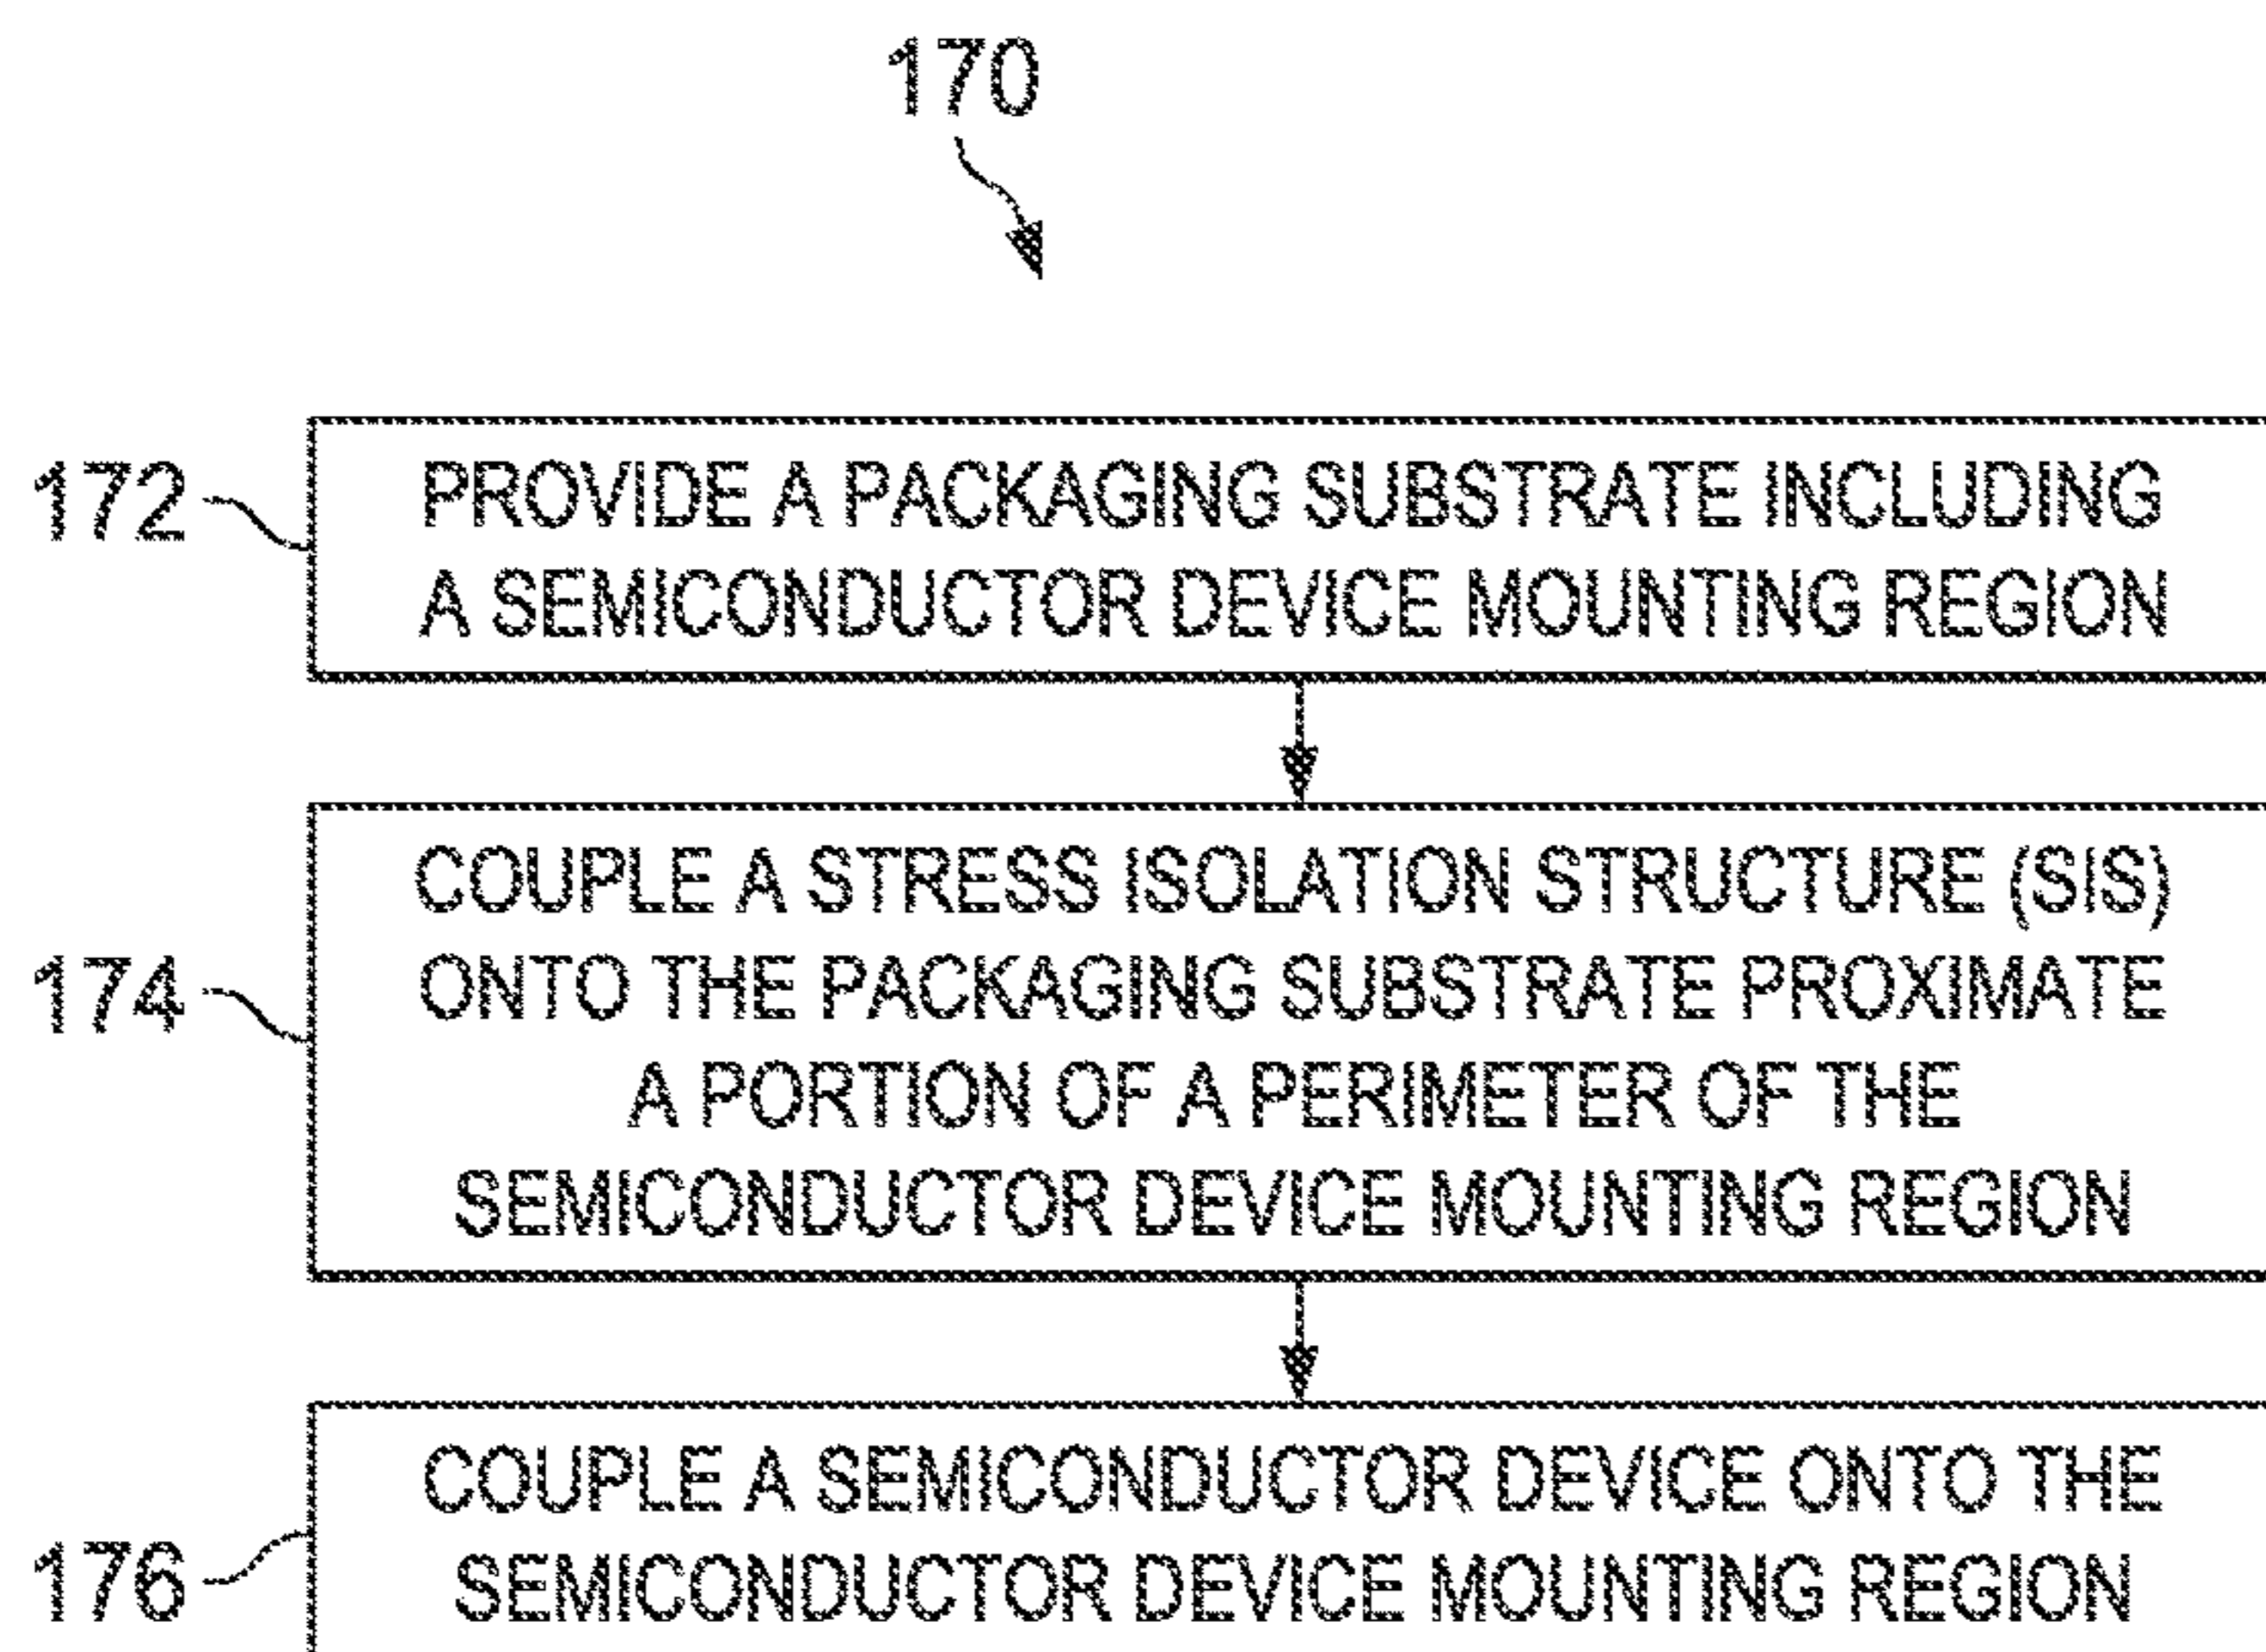 170
172
PROVIDE A PACKAGING SUBSTRATE INCLUDING
A SEMICONDUCTOR DEVICE MOUNTING REGION
174
COUPLE A STRESS ISOLATION STRUCTURE (SIS)
ONTO THE PACKAGING SUBSTRATE PROXIMATE
A PORTION OF A PERIMETER OF THE
SEMICONDUCTOR DEVICE MOUNTING REGION
176
COUPLE A SEMICONDUCTOR DEVICE ONTO THE
SEMICONDUCTOR DEVICE MOUNTING REGION